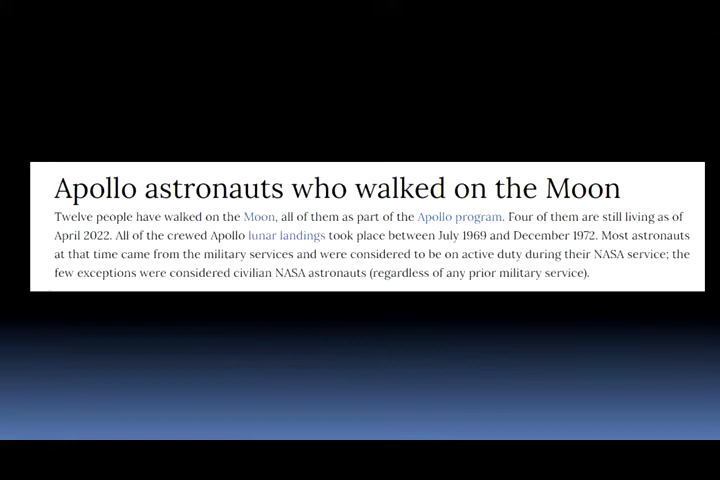 Apollo astronauts who walked on the Moon
Twelve people have walked on the Moon, all of them as part of the Apollo program. Four of them are still living as of
April 2022. All of the crewed Apollo lunar landings took place between July 1969 and December 1972. Most astronauts
at that time came from the military services and were considered to be on active duty during their NASA service; the
few exceptions were considered civilian NASA astronauts (regardless of any prior military service).